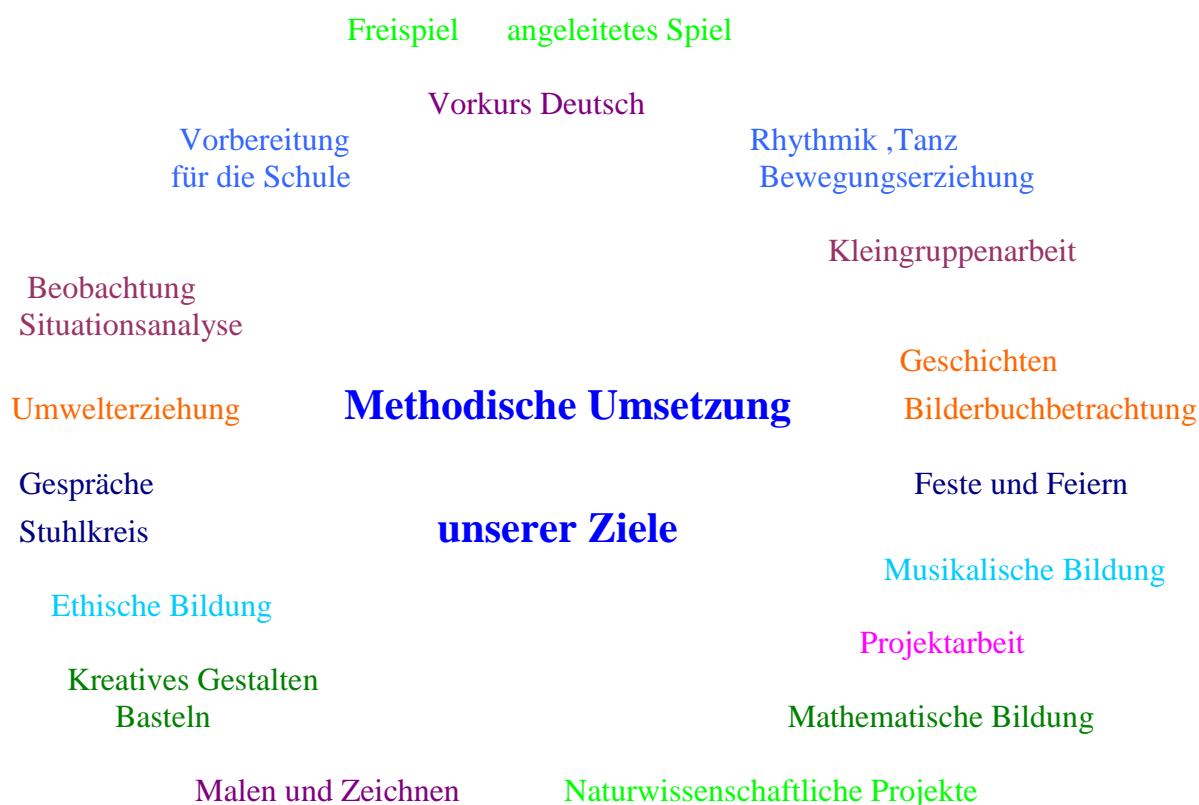 Freispiel angeleitetes Spiel
Vorkurs Deutsch
Vorbereitung Rhythmik ,Tanz
für die Schule Bewegungserziehung
Kleingruppenarbeit
Beobachtung
Situationsanalyse
Geschichten
Umwelterziehung Methodische Umsetzung Bilderbuchbetrachtung
Gespräche Feste und Feiern
Stuhlkreis unserer Ziele
Musikalische Bildung
Ethische Bildung
Projektarbeit
Kreatives Gestalten
Basteln Mathematische Bildung
Malen und Zeichnen Naturwissenschaftliche Projekte